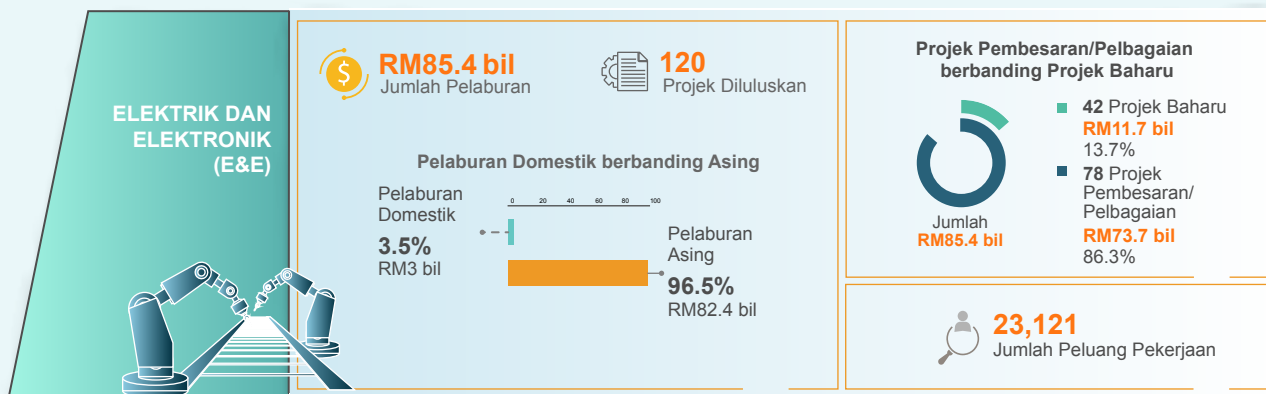 ELEKTRIK DAN
ELEKTRONIK
(E&E)
RM85.4 bil
Jumlah Pelaburan
120
Projek Diluluskan
Pelaburan Domestik berbanding Asing
Pelaburan
Domestik
3.5%
RM3 bil
0 20 40 60 80 100
Pelaburan
Asing
96.5%
RM82.4 bil
Projek Pembesaran/Pelbagaian
berbanding Projek Baharu
Jumlah
RM85.4 bil
42 Projek Baharu
RM11.7 bil
13.7%
78 Projek
Pembesaran/
Pelbagaian
RM73.7 bil
86.3%
23,121
Jumlah Peluang Pekerjaan